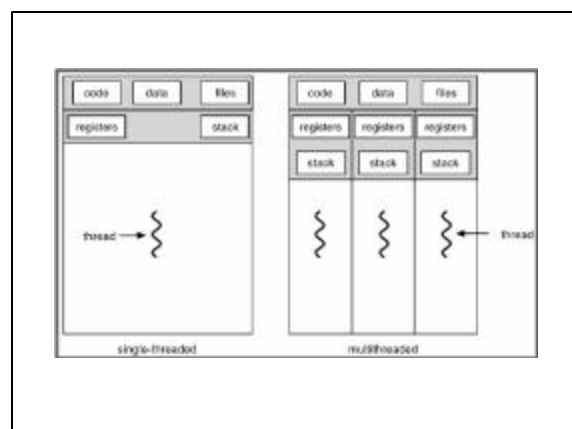 code data files code data files
registers stack registers registers registers
stack stack stack
thread thread
single-threaded multithreaded